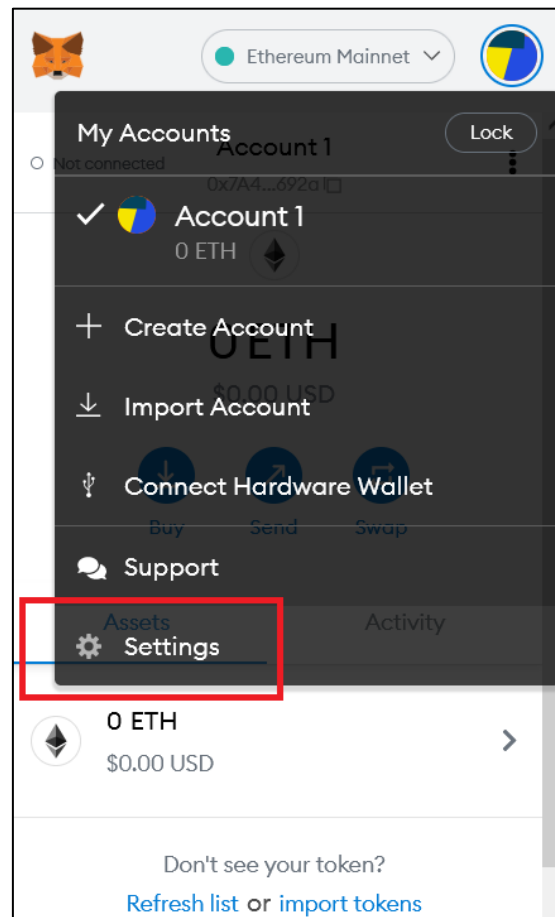 Ethereum Mainnet
My Accounts
Lock
Not connected
Account 1
0x7A4...692a
Account 1
0 ETH
Create Account
0 ETH
$0.00 USD
Import Account
Connect Hardware Wallet
Buy Send Swap
Support
Assets Activity
Settings
0 ETH
$0.00 USD
Don't see your token?
Refresh list or import tokens